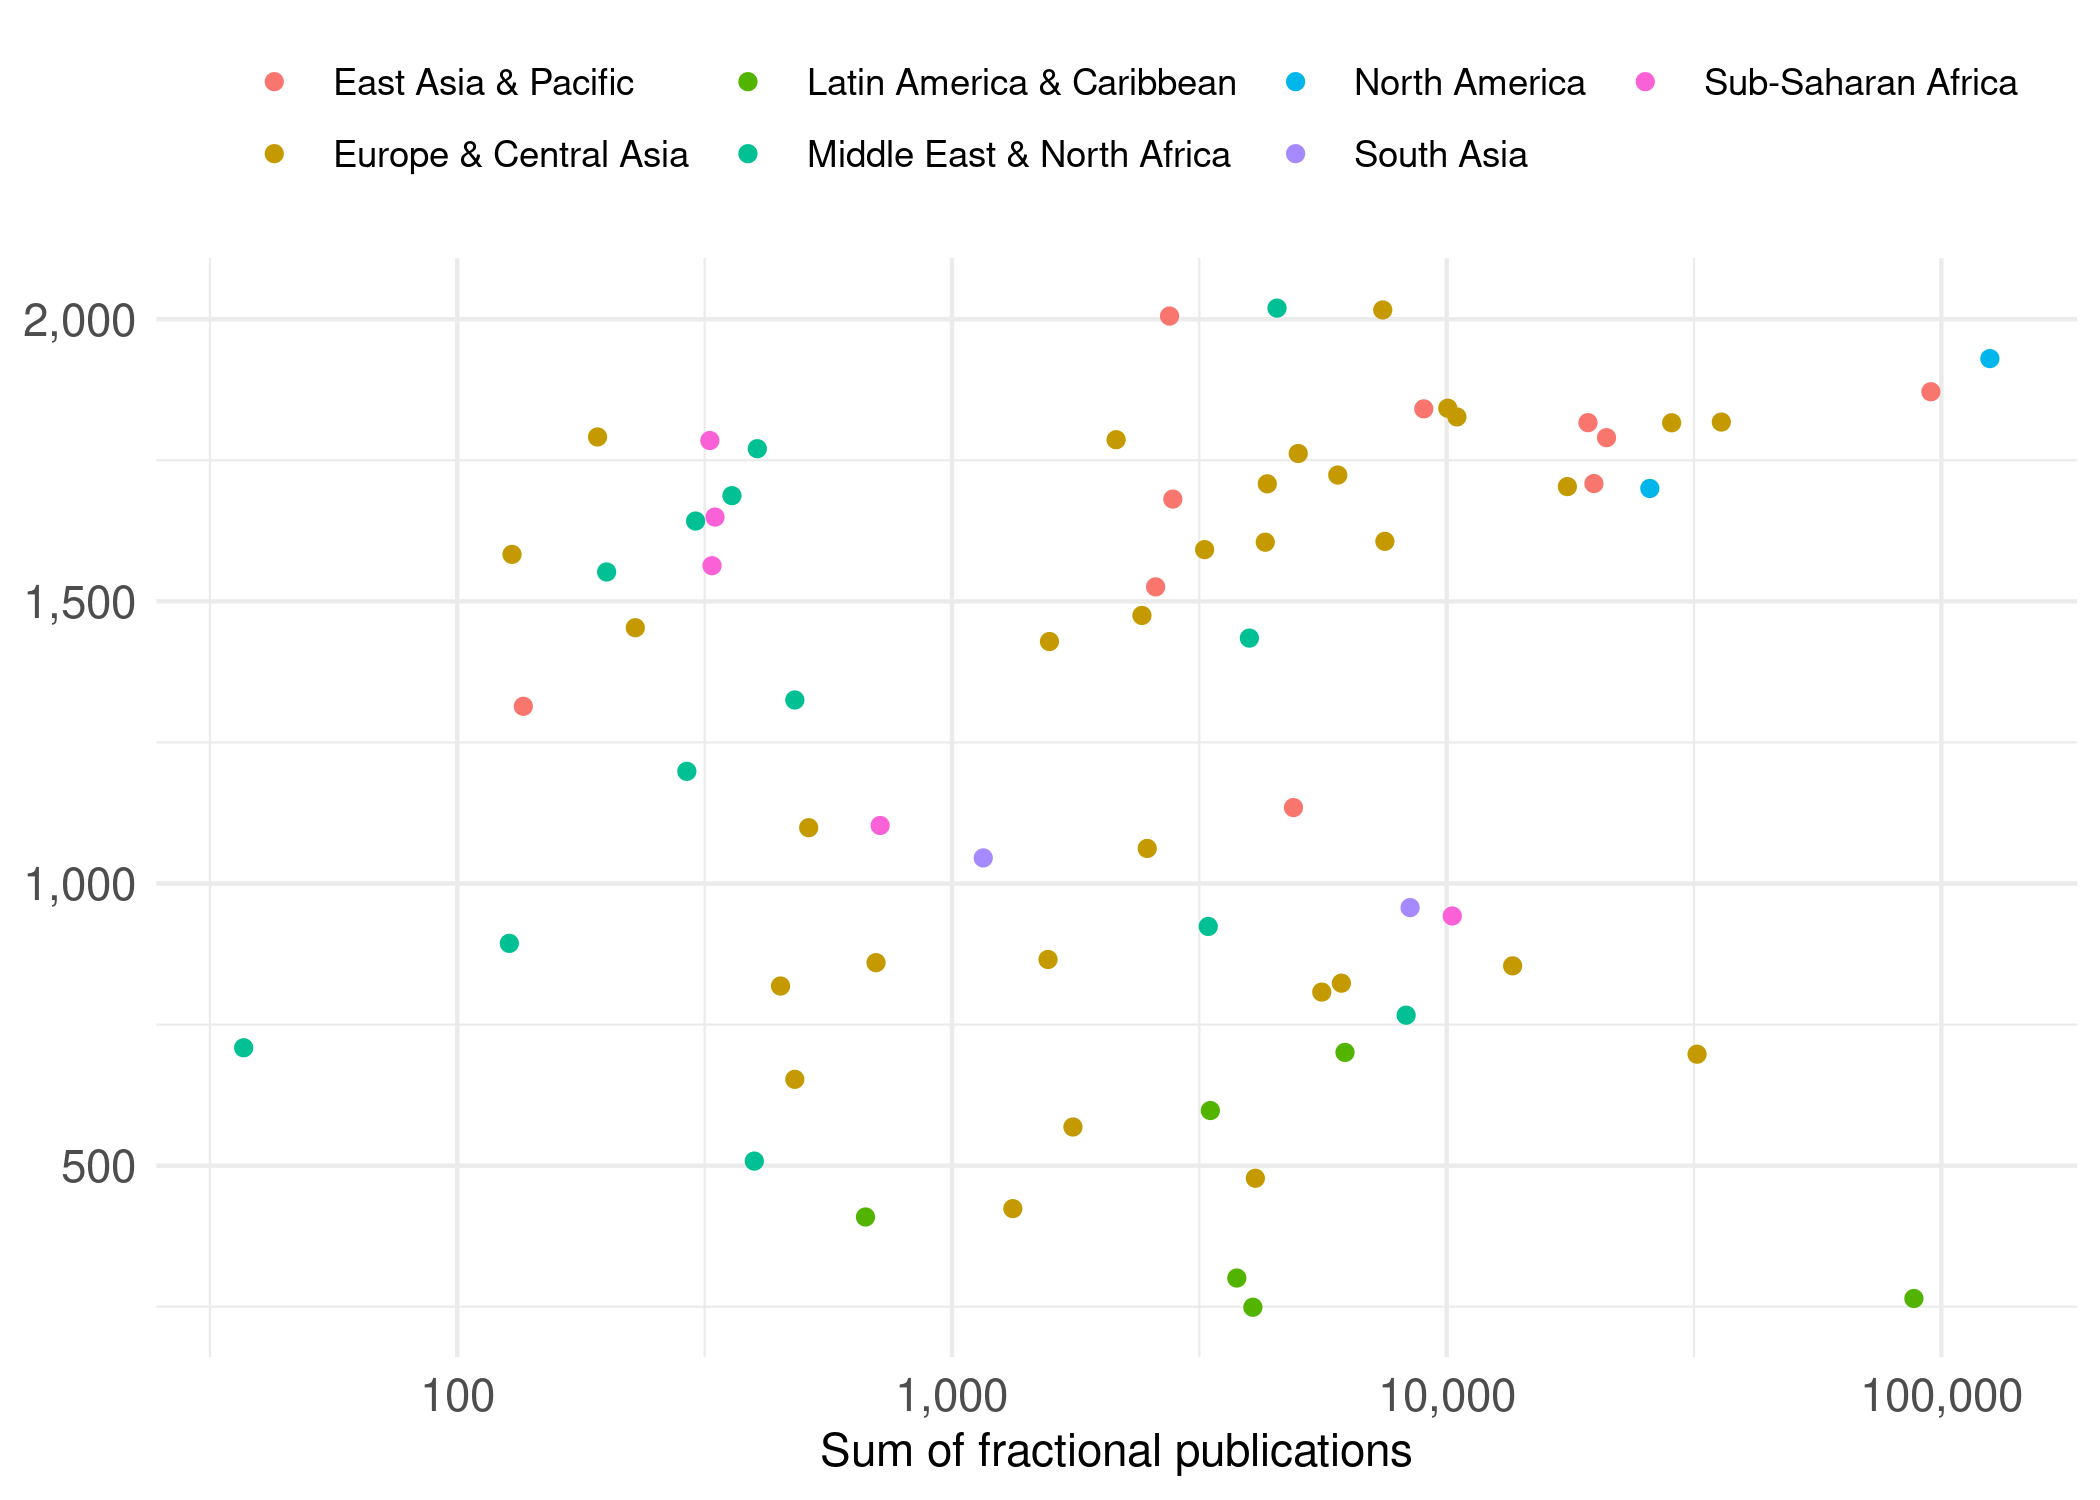 East Asia & Pacific Latin America & Caribbean North America Sub-Saharan Africa
Europe & Central Asia Middle East & North Africa South Asia
2,000
1,500
1,000
500
100 1,000 10,000 100,000
Sum of fractional publications